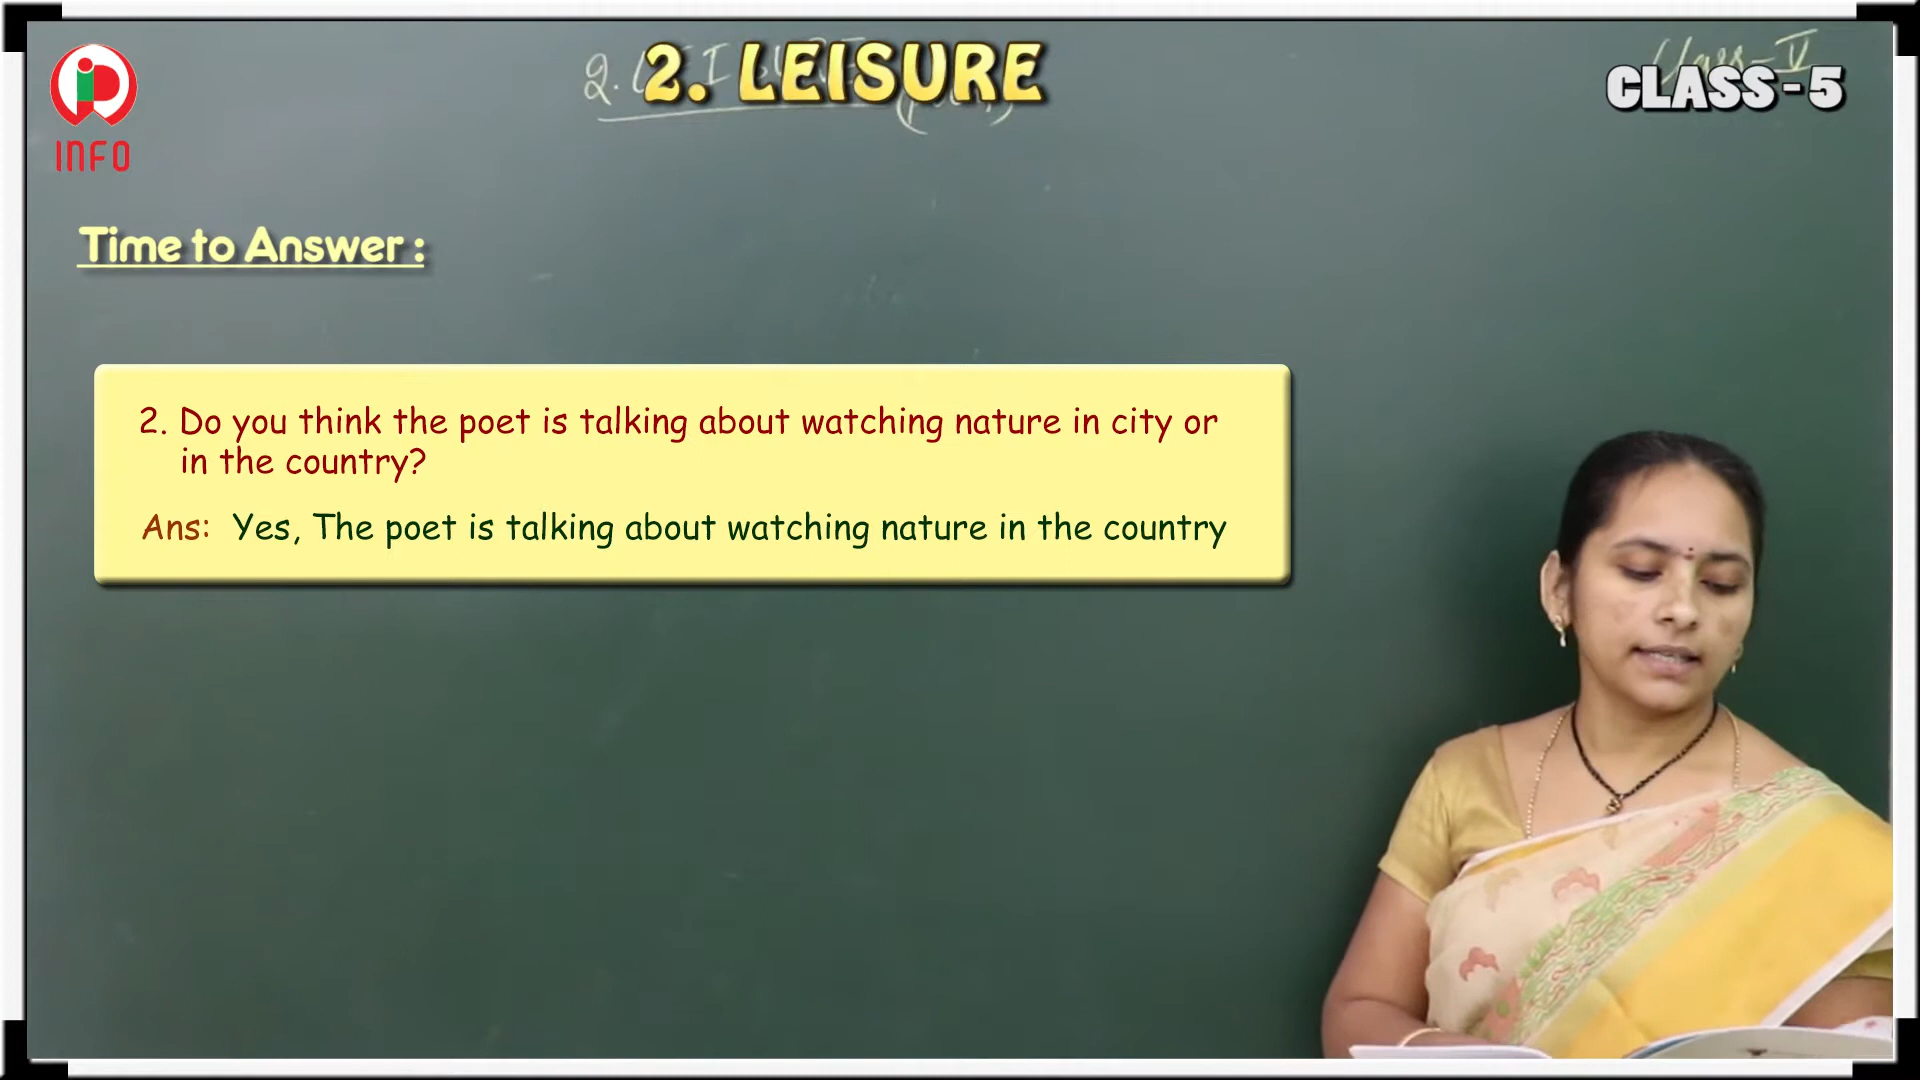 2. LEISURE
Class-V
CLASS-5
INFO
Time to Answer :
2. Do you think the poet is talking about watching nature in city or
in the country?
Ans: Yes, The poet is talking about watching nature in the country